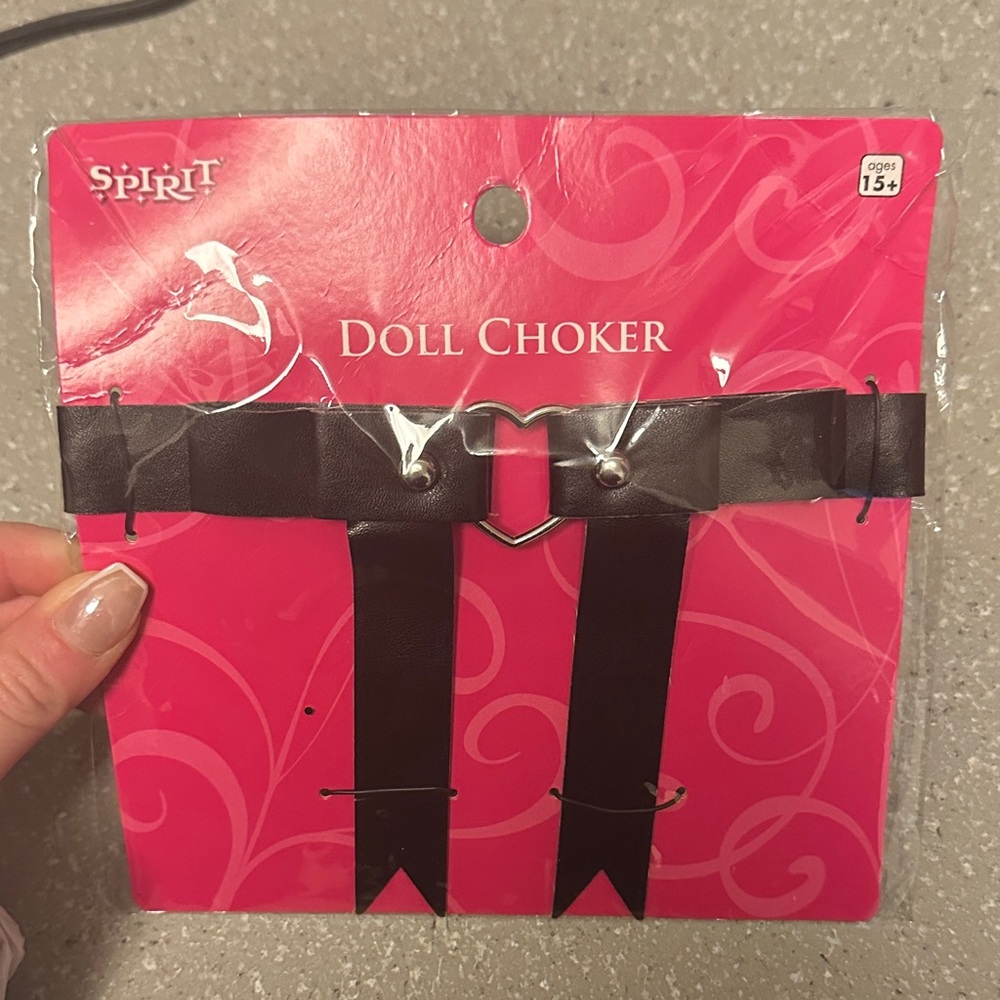 SPIRIT
ages
15+
DOLL CHOKER